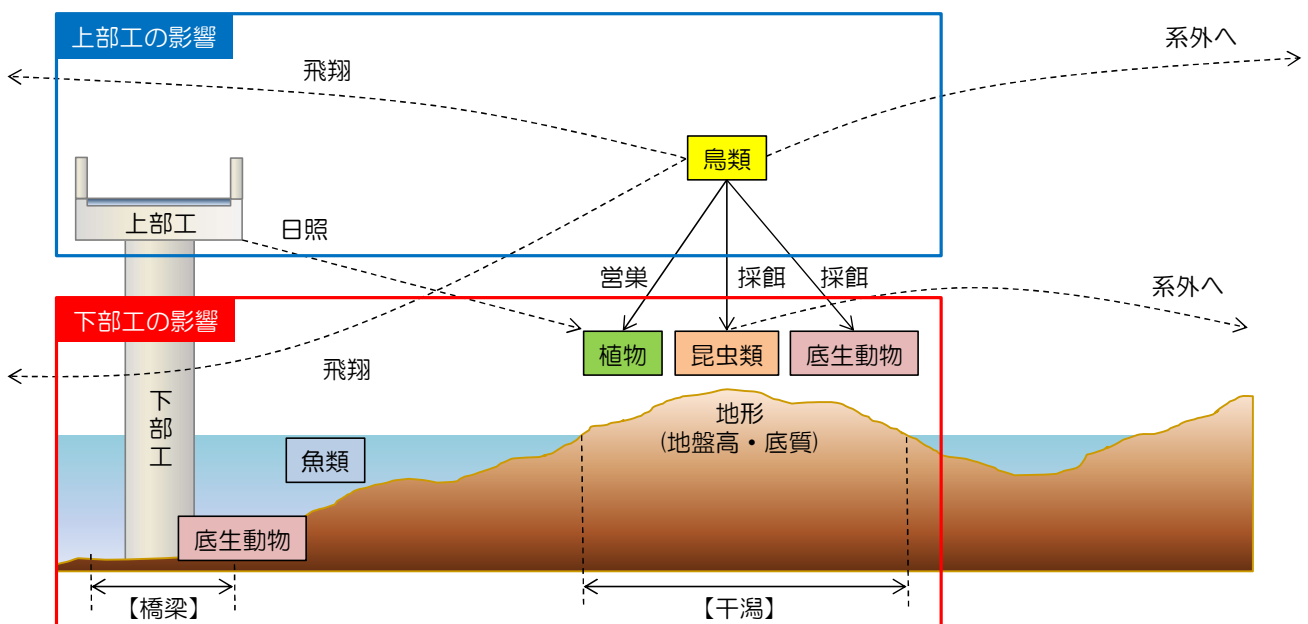 上部工の影響
系外へ
飛翔
鳥類
上部工
日照
営巣
採餌
採餌
系外へ
下部工の影響
植物
昆虫類
底生動物
飛翔
下部工
地形
(地盤高・底質)
魚類
底生動物
【橋梁】
【干潟】